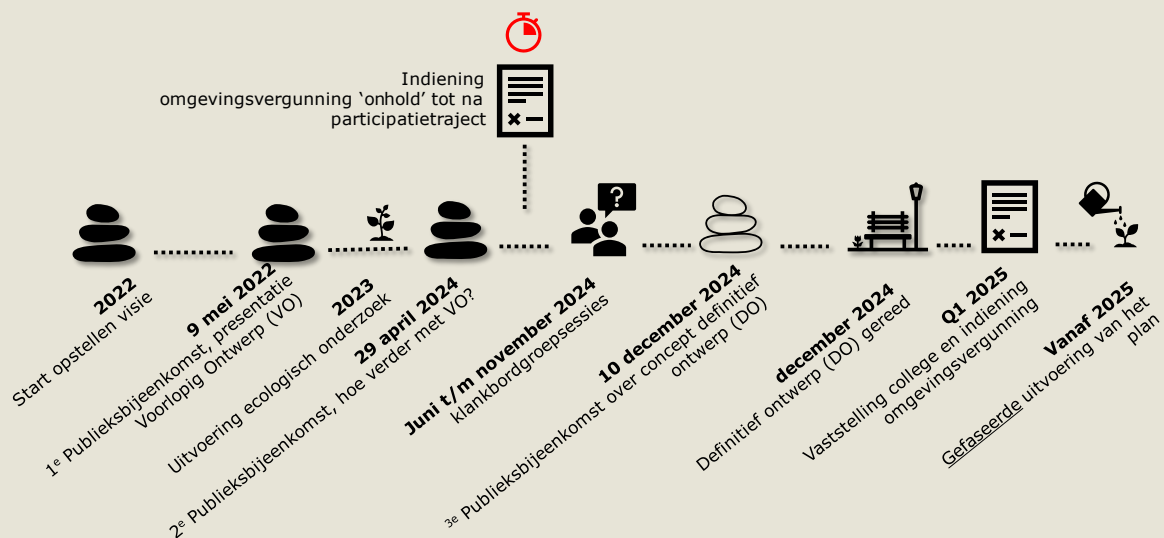 Indiening
omgevingsvergunning ‘onhold’ tot na
participatietraject
2022
Start opstellen visie
9 mei 2022
1e Publieksbijeenkomst, presentatie
Voorlopig Ontwerp (VO)
2023
Uitvoering ecologisch onderzoek
29 april 2024
2e Publieksbijeenkomst, hoe verder met VO?
Juni t/m november 2024
klankbordgroepsessies
10 december 2024
3e Publieksbijeenkomst over concept definitief
ontwerp (DO)
december 2024
Definitief ontwerp (DO) gereed
Q1 2025
Vaststelling college en indiening
omgevingsvergunning
Vanaf 2025
Gefaseerde uitvoering van het
plan